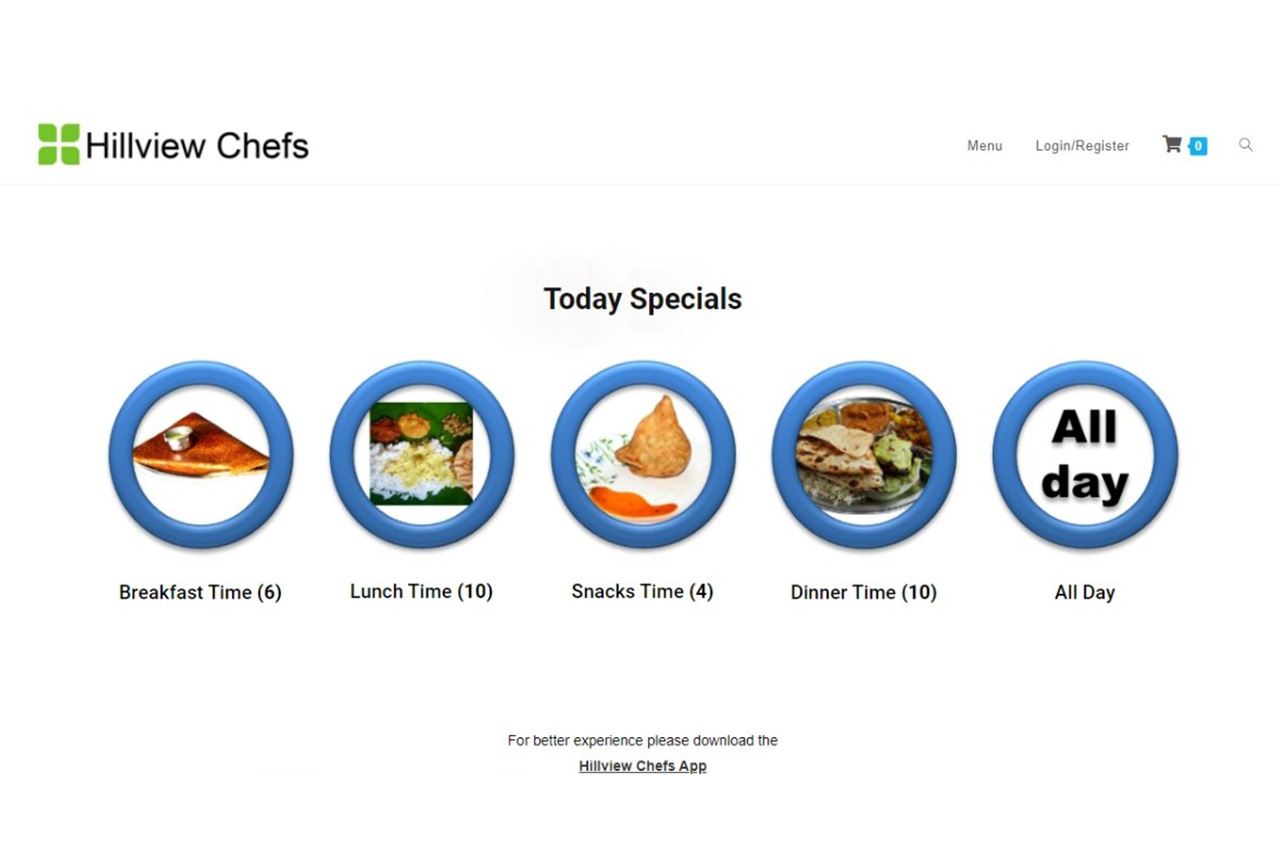 Hillview Chefs
Menu
Login/Register
0
Today Specials
All
day
Breakfast Time (6)
Lunch Time (10)
Snacks Time (4)
Dinner Time (10)
All Day
For better experience please download the
Hillview Chefs App